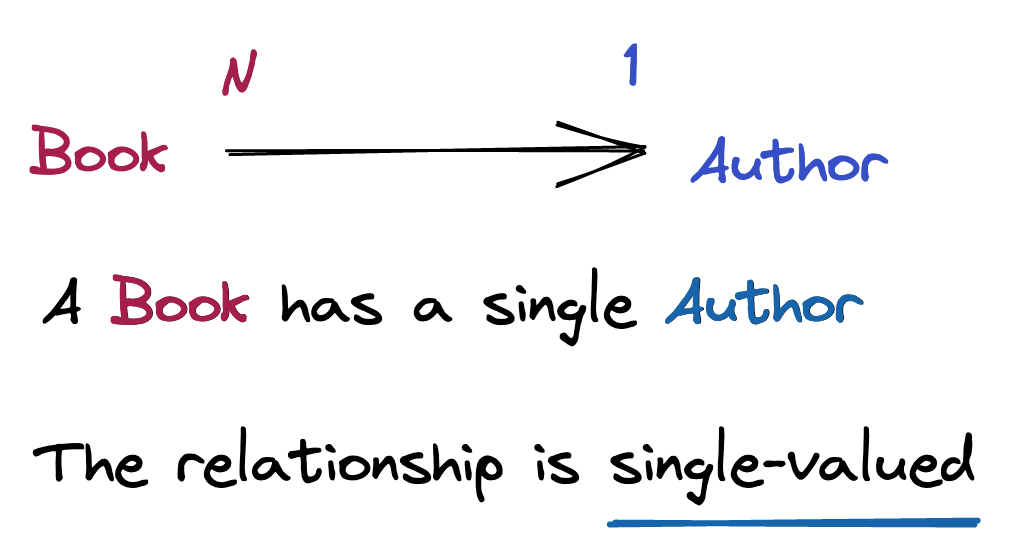 N 1
Book Author
A Book has a single Author
The relationship is single-valued